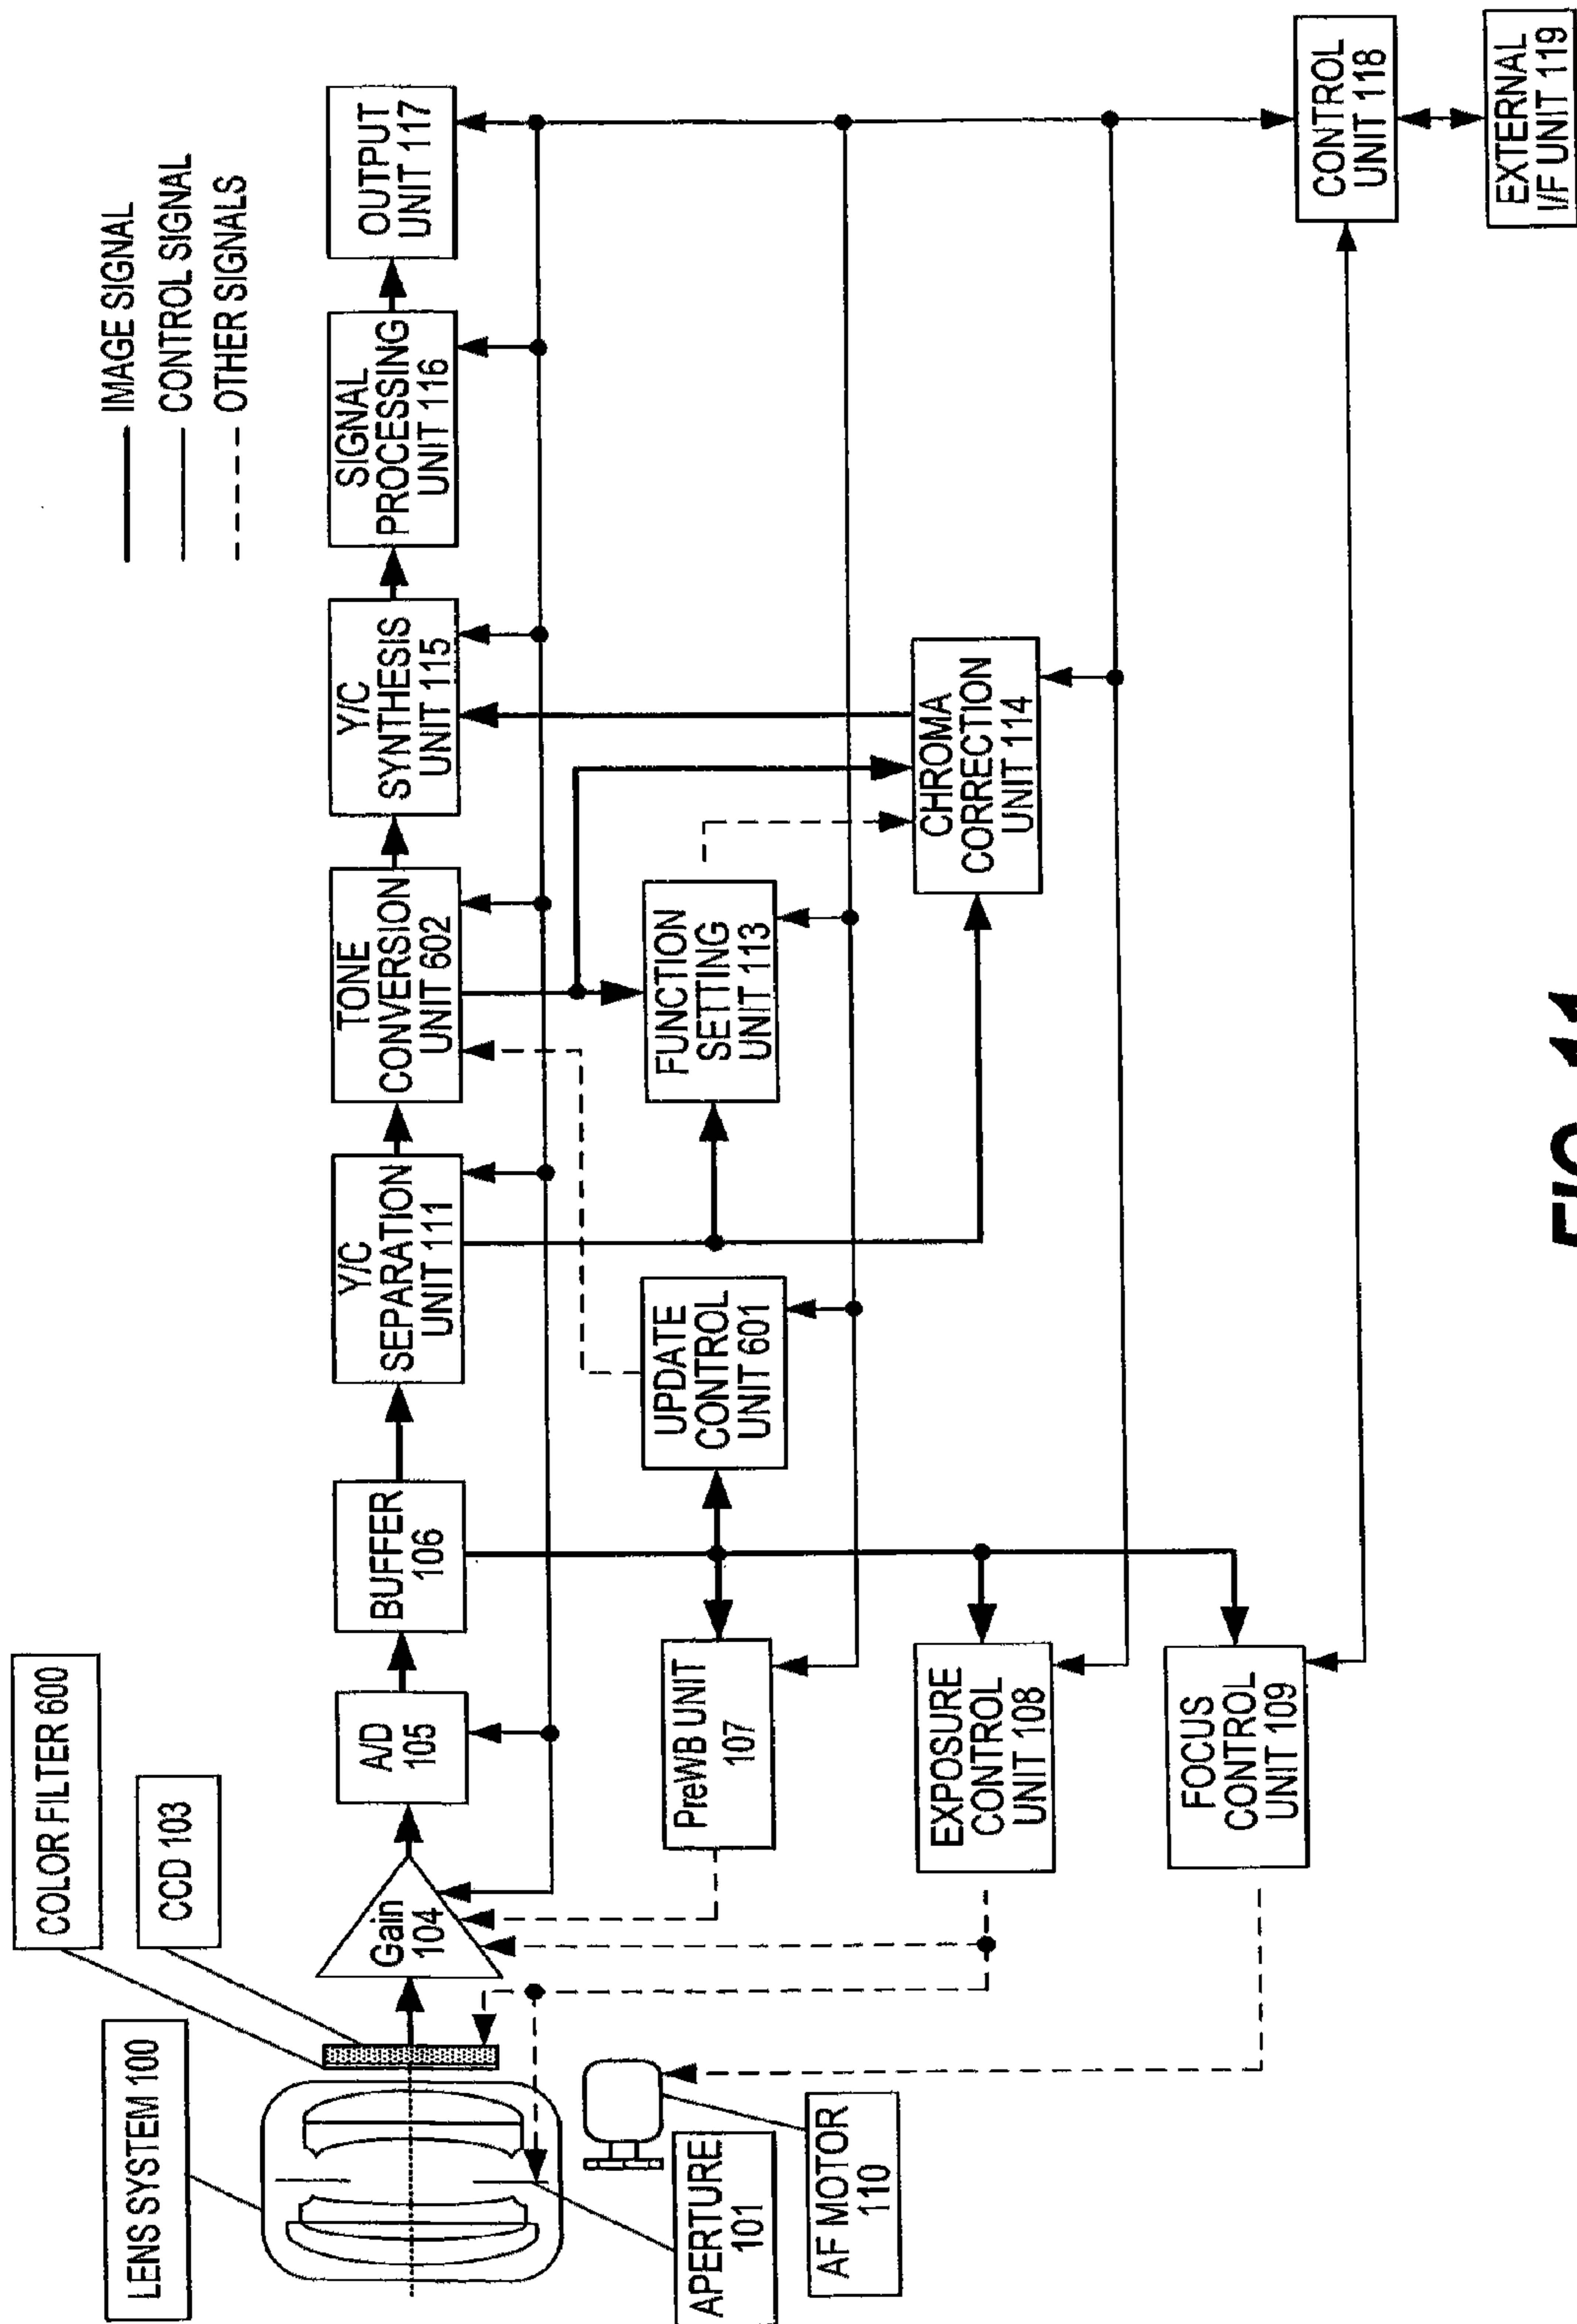 IMAGE SIGNAL
CONTROL SIGNAL
OTHER SIGNALS
LENS SYSTEM 100
COLOR FILTER 600
CCD 103
Gain
104
A/D
105
BUFFER
106
Y/C
SEPARATION
UNIT 111
TONE
CONVERSION
UNIT 602
Y/C
SYNTHESIS
UNIT 115
SIGNAL
PROCESSING
UNIT 116
OUTPUT
UNIT 117
APERTURE
101
AF MOTOR
110
PreWB UNIT
107
UPDATE
CONTROL
UNIT 601
FUNCTION
SETTING
UNIT 113
EXPOSURE
CONTROL
UNIT 108
CHROMA
CORRECTION
UNIT 114
FOCUS
CONTROL
UNIT 109
CONTROL
UNIT 118
EXTERNAL
I/F UNIT 119
FIG. 11